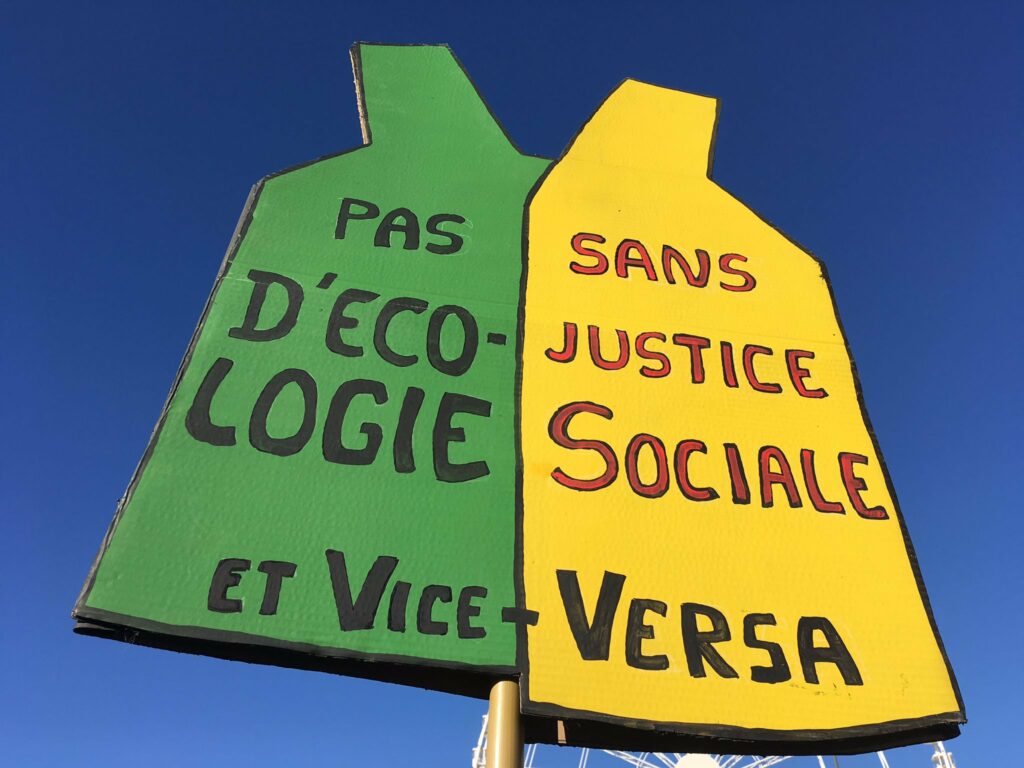 PAS
D'ECO-
LOGIE
SANS
JUSTICE
SOCIALE
ET VICE-VERSA